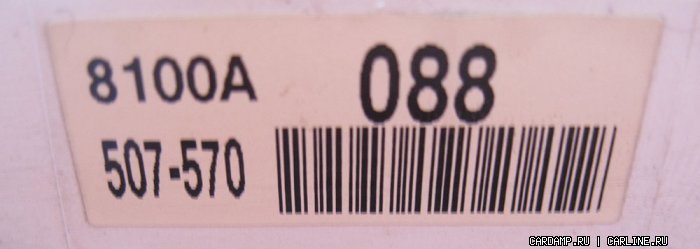 8100A 088
507-570
CARDAMP.RU | CARLINE.RU